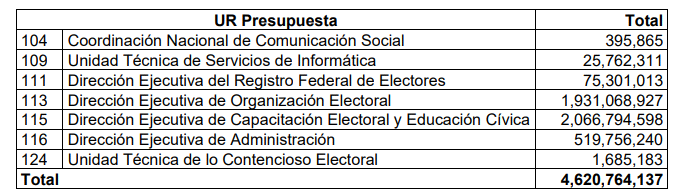 UR Presupuesta Total
104 Coordinación Nacional de Comunicación Social 395,865
109 Unidad Técnica de Servicios de Informática 25,762,311
111 Dirección Ejecutiva del Registro Federal de Electores 75,301,013
113 Dirección Ejecutiva de Organización Electoral 1,931,068,927
115 Dirección Ejecutiva de Capacitación Electoral y Educación Cívica 2,066,794,598
116 Dirección Ejecutiva de Administración 519,756,240
124 Unidad Técnica de lo Contencioso Electoral 1,685,183
Total 4,620,764,137